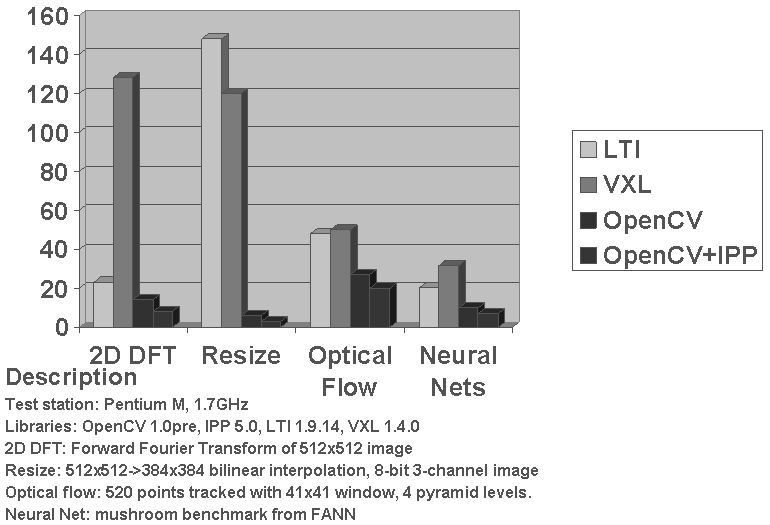 160
140
120
100
80
60
40
20
0
2D DFT
Resize
Optical
Flow
Neural
Nets
LTI
VXL
OpenCV
OpenCV+IPP
Description
Test station: Pentium M, 1.7GHz
Libraries: OpenCV 1.0pre, IPP 5.0, LTI 1.9.14, VXL 1.4.0
2D DFT: Forward Fourier Transform of 512x512 image
Resize: 512x512->384x384 bilinear interpolation, 8-bit 3-channel image
Optical flow: 520 points tracked with 41x41 window, 4 pyramid levels.
Neural Net: mushroom benchmark from FANN